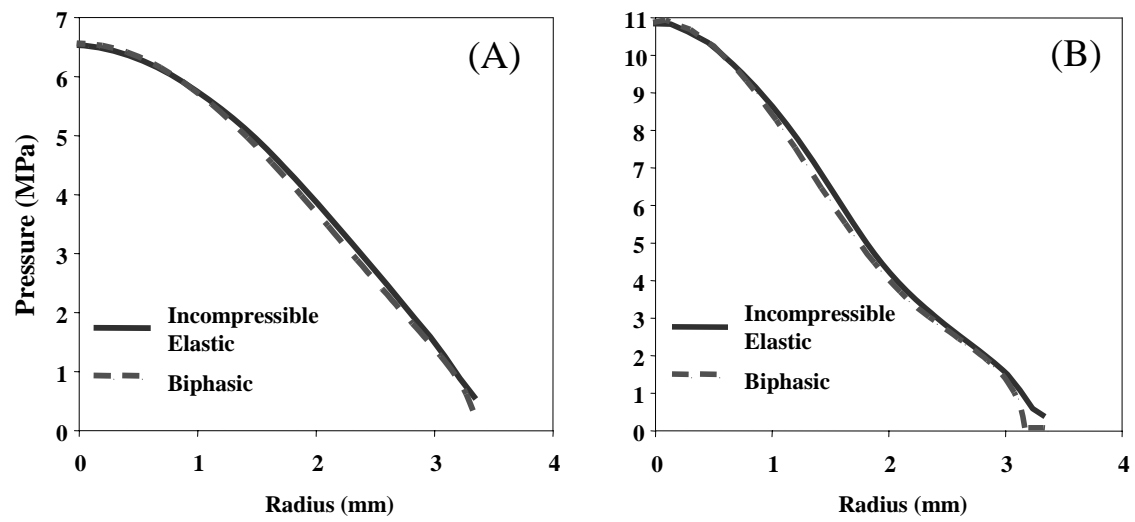 7
6
5
4
3
2
1
0
Pressure (MPa)
(A)
Incompressible
Elastic
Biphasic
0 1 2 3 4
Radius (mm)
11
10
9
8
7
6
5
4
3
2
1
0
(B)
Incompressible
Elastic
Biphasic
0 1 2 3 4
Radius (mm)